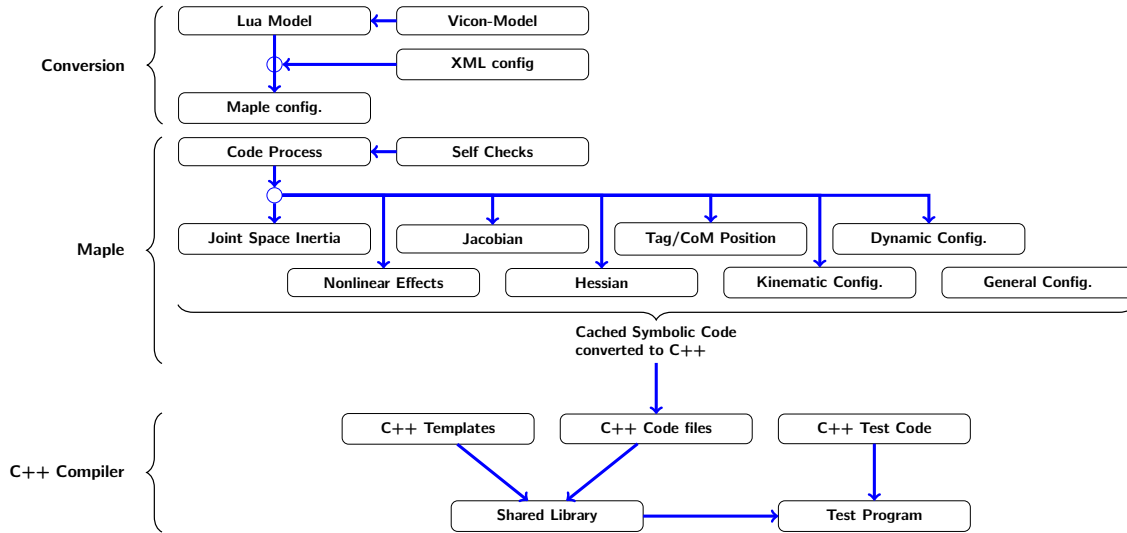 Lua Model
Vicon-Model
Conversion
XML config
Maple config.
Code Process
Self Checks
Maple
Joint Space Inertia
Jacobian
Tag/CoM Position
Dynamic Config.
Nonlinear Effects
Hessian
Kinematic Config.
General Config.
Cached Symbolic Code
converted to C++
C++ Templates
C++ Code files
C++ Test Code
C++ Compiler
Shared Library
Test Program